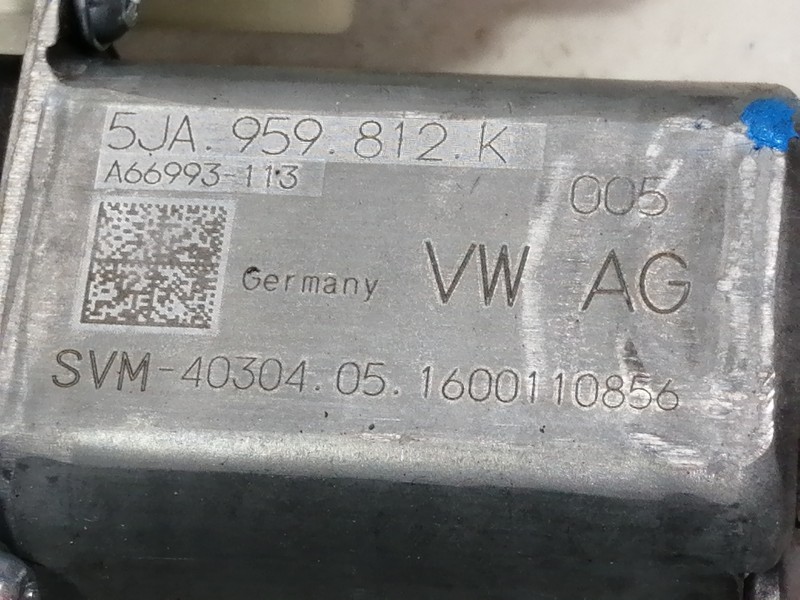 5JA.959.812.K
A66993-113
005
Germany VW AG
SVM-40304.05.1600110856